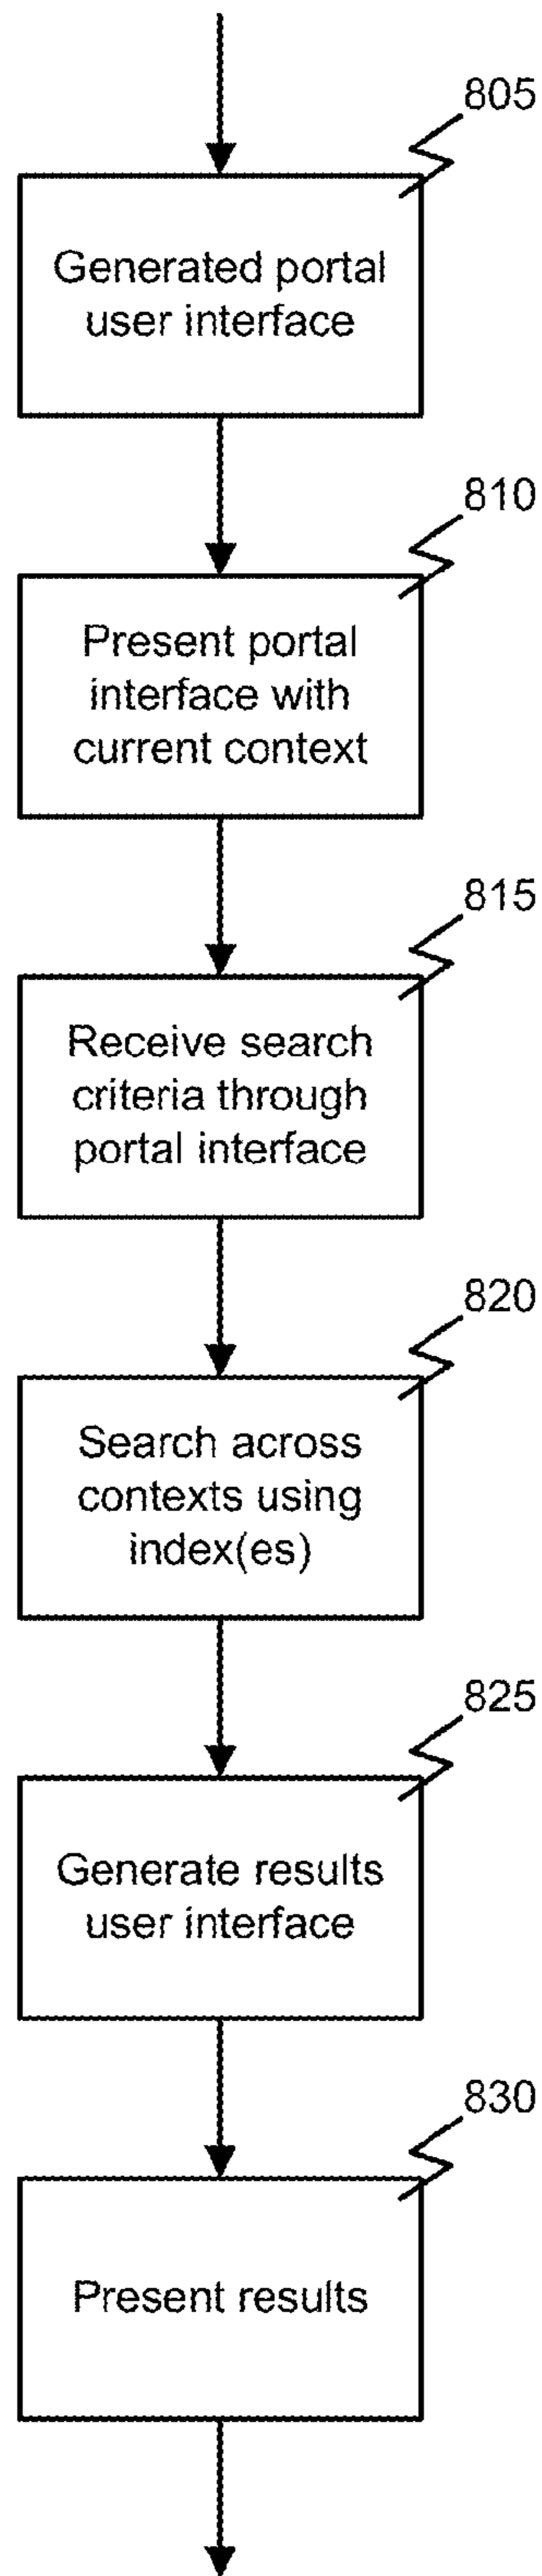 805
Generated portal
user interface
810
Present portal
interface with
current context
815
Receive search
criteria through
portal interface
820
Search across
contexts using
index(es)
825
Generate results
user interface
830
Present results